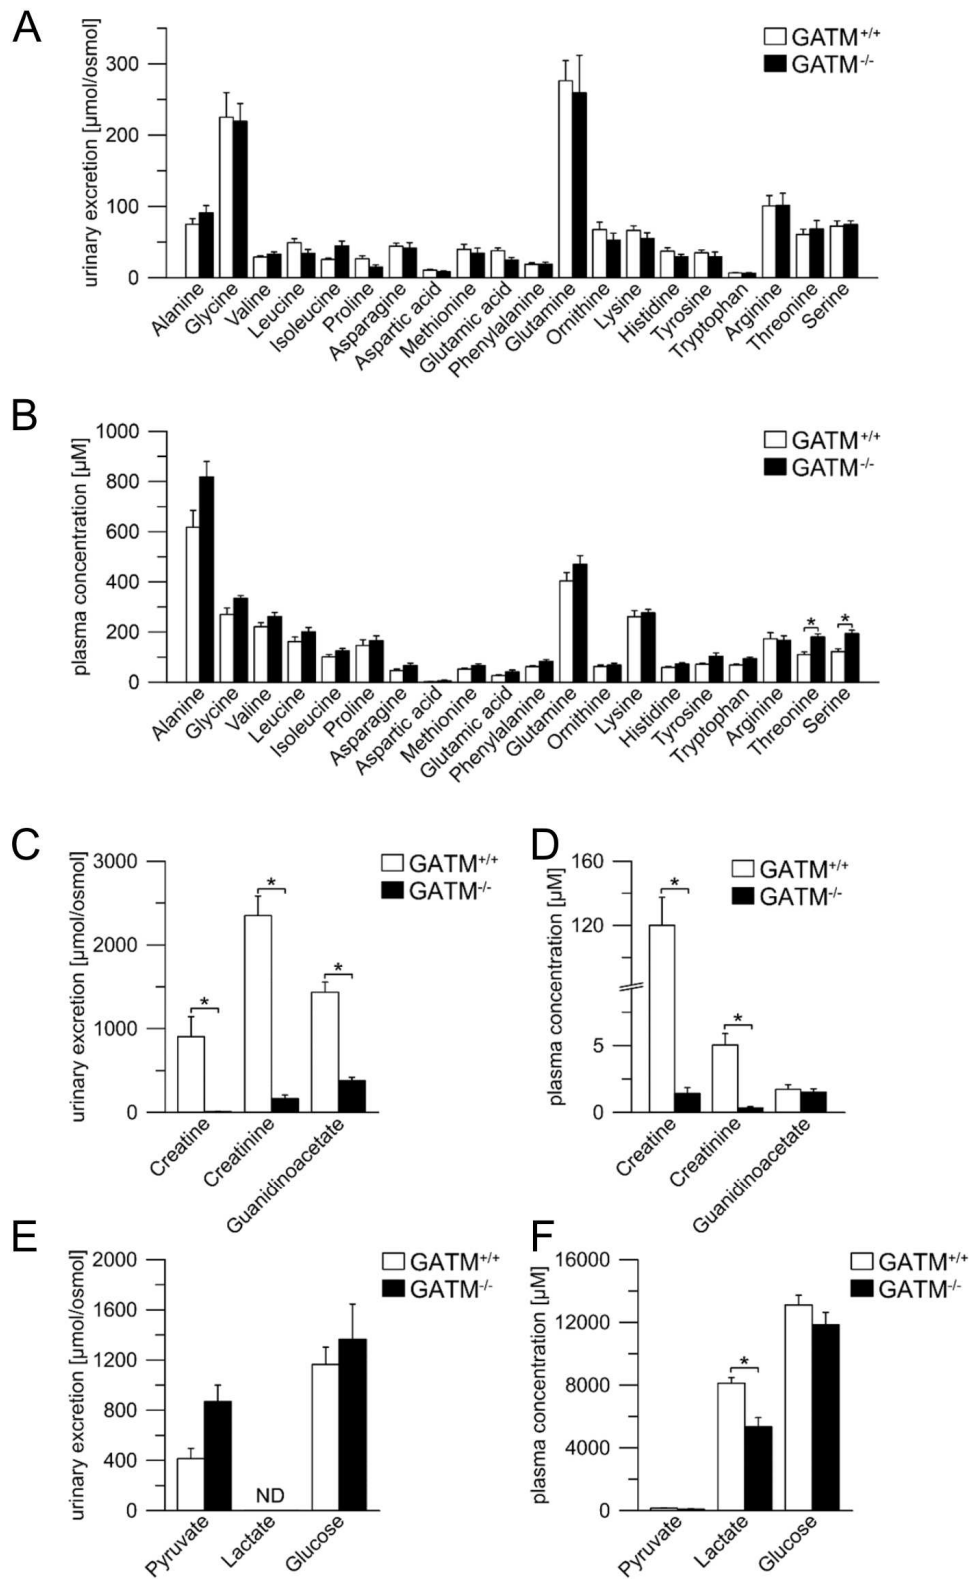 A
urinary excretion [µmol/osmol]
GATM+/+
GATM-/-
300
200
100
0
Alanine
Glycine
Valine
Leucine
Isoleucine
Proline
Asparagine
Aspartic acid
Methionine
Glutamic acid
Phenylalanine
Glutamine
Ornithine
Lysine
Histidine
Tyrosine
Tryptophan
Arginine
Threonine
Serine
B
plasma concentration [µM]
GATM+/+
GATM-/-
1000
800
600
400
200
0
*
*
Alanine
Glycine
Valine
Leucine
Isoleucine
Proline
Asparagine
Aspartic acid
Methionine
Glutamic acid
Phenylalanine
Glutamine
Ornithine
Lysine
Histidine
Tyrosine
Tryptophan
Arginine
Threonine
Serine
C
urinary excretion [µmol/osmol]
GATM+/+
GATM-/-
3000
2000
1000
0
*
*
*
Creatine
Creatinine
Guanidinoacetate
D
plasma concentration [µM]
GATM+/+
GATM-/-
160
120
5
0
*
*
Creatine
Creatinine
Guanidinoacetate
E
urinary excretion [µmol/osmol]
GATM+/+
GATM-/-
2000
1600
1200
800
400
0
ND
Pyruvate
Lactate
Glucose
F
plasma concentration [µM]
GATM+/+
GATM-/-
16000
12000
8000
4000
0
*
Pyruvate
Lactate
Glucose